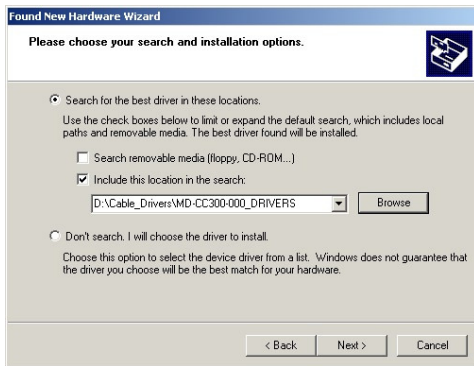 Found New Hardware Wizard
Please choose your search and installation options.
Search for the best driver in these locations.
Use the check boxes below to limit or expand the default search, which includes local
paths and removable media. The best driver found will be installed.
Search removable media (floppy, CD-ROM...)
Include this location in the search:
D:\Cable_Drivers\MD-CC300-000_DRIVERS
Browse
Don't search. I will choose the driver to install.
Choose this option to select the device driver from a list. Windows does not guarantee that
the driver you choose will be the best match for your hardware.
< Back Next > Cancel